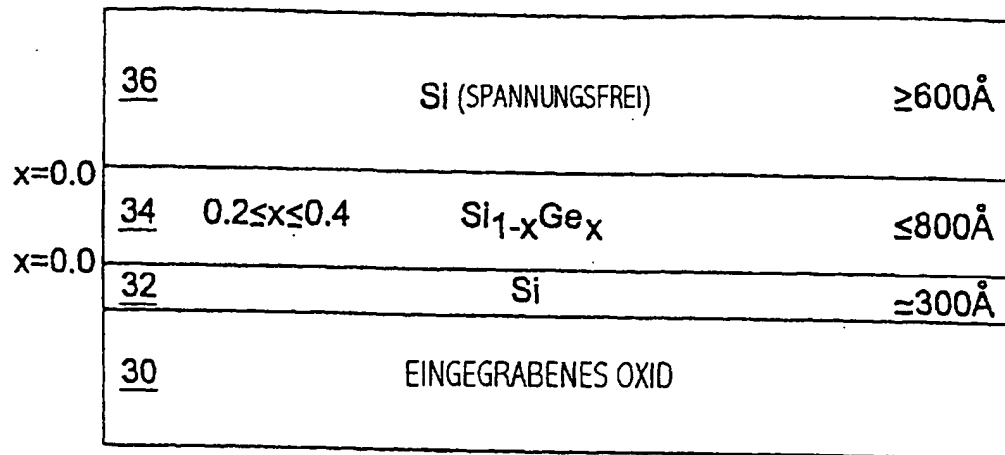 36 Si (SPANNUNGSFREI) ≥600Å
x=0.0
34 0.2≤x≤0.4 Si1-xGex ≤800Å
x=0.0
32 Si ≃300Å
30 EINGEGRABENES OXID